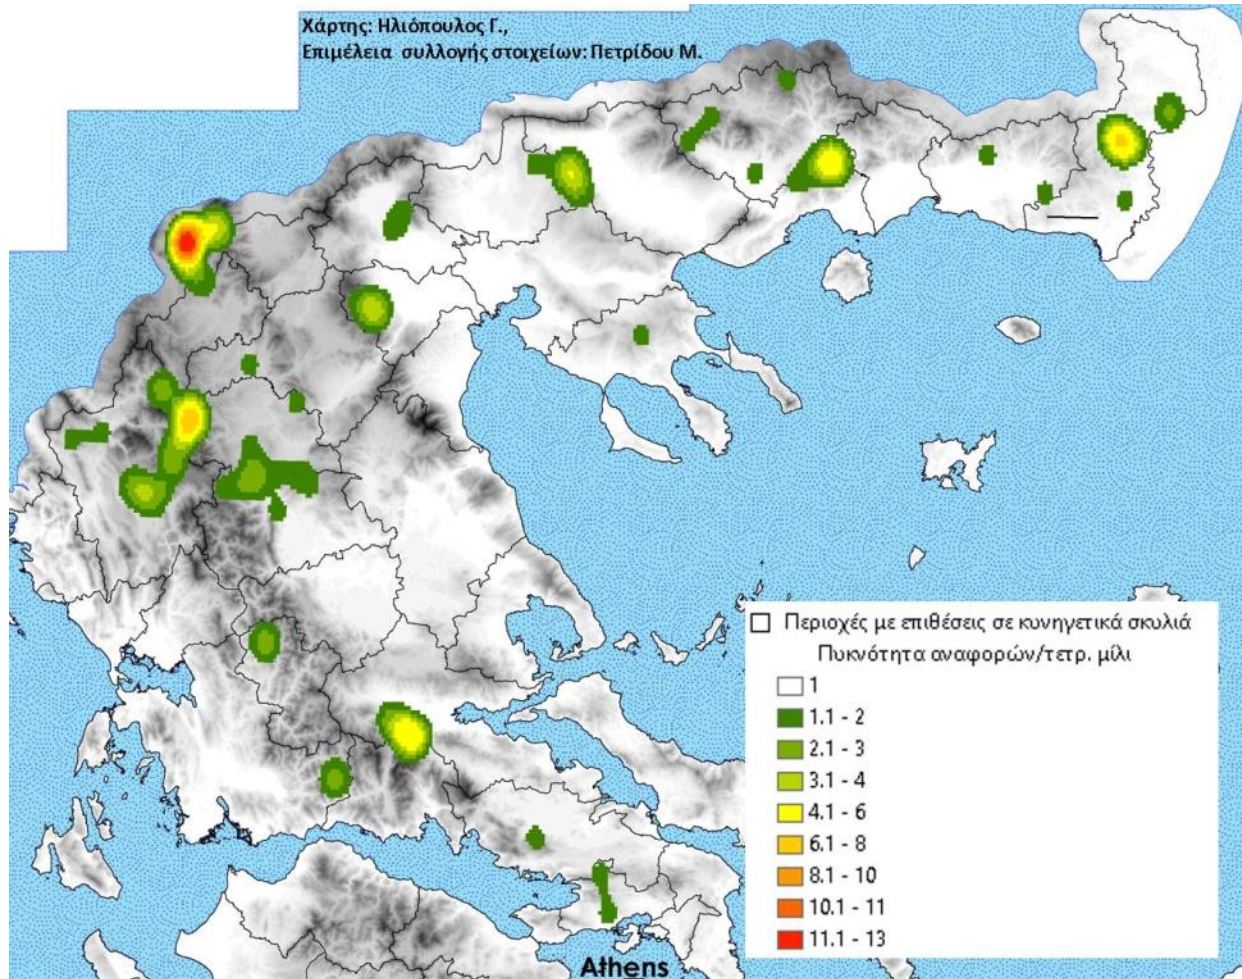 Χάρτης: Ηλιόπουλος Γ.,
Επιμέλεια συλλογής στοιχείων: Πετρίδου Μ.
Περιοχές με επιθέσεις σε κυνηγετικά σκυλιά
Πυκνότητα αναφορών/τετρ. μίλι
1
1.1 - 2
2.1 - 3
3.1 - 4
4.1 - 6
6.1 - 8
8.1 - 10
10.1 - 11
11.1 - 13
Athens